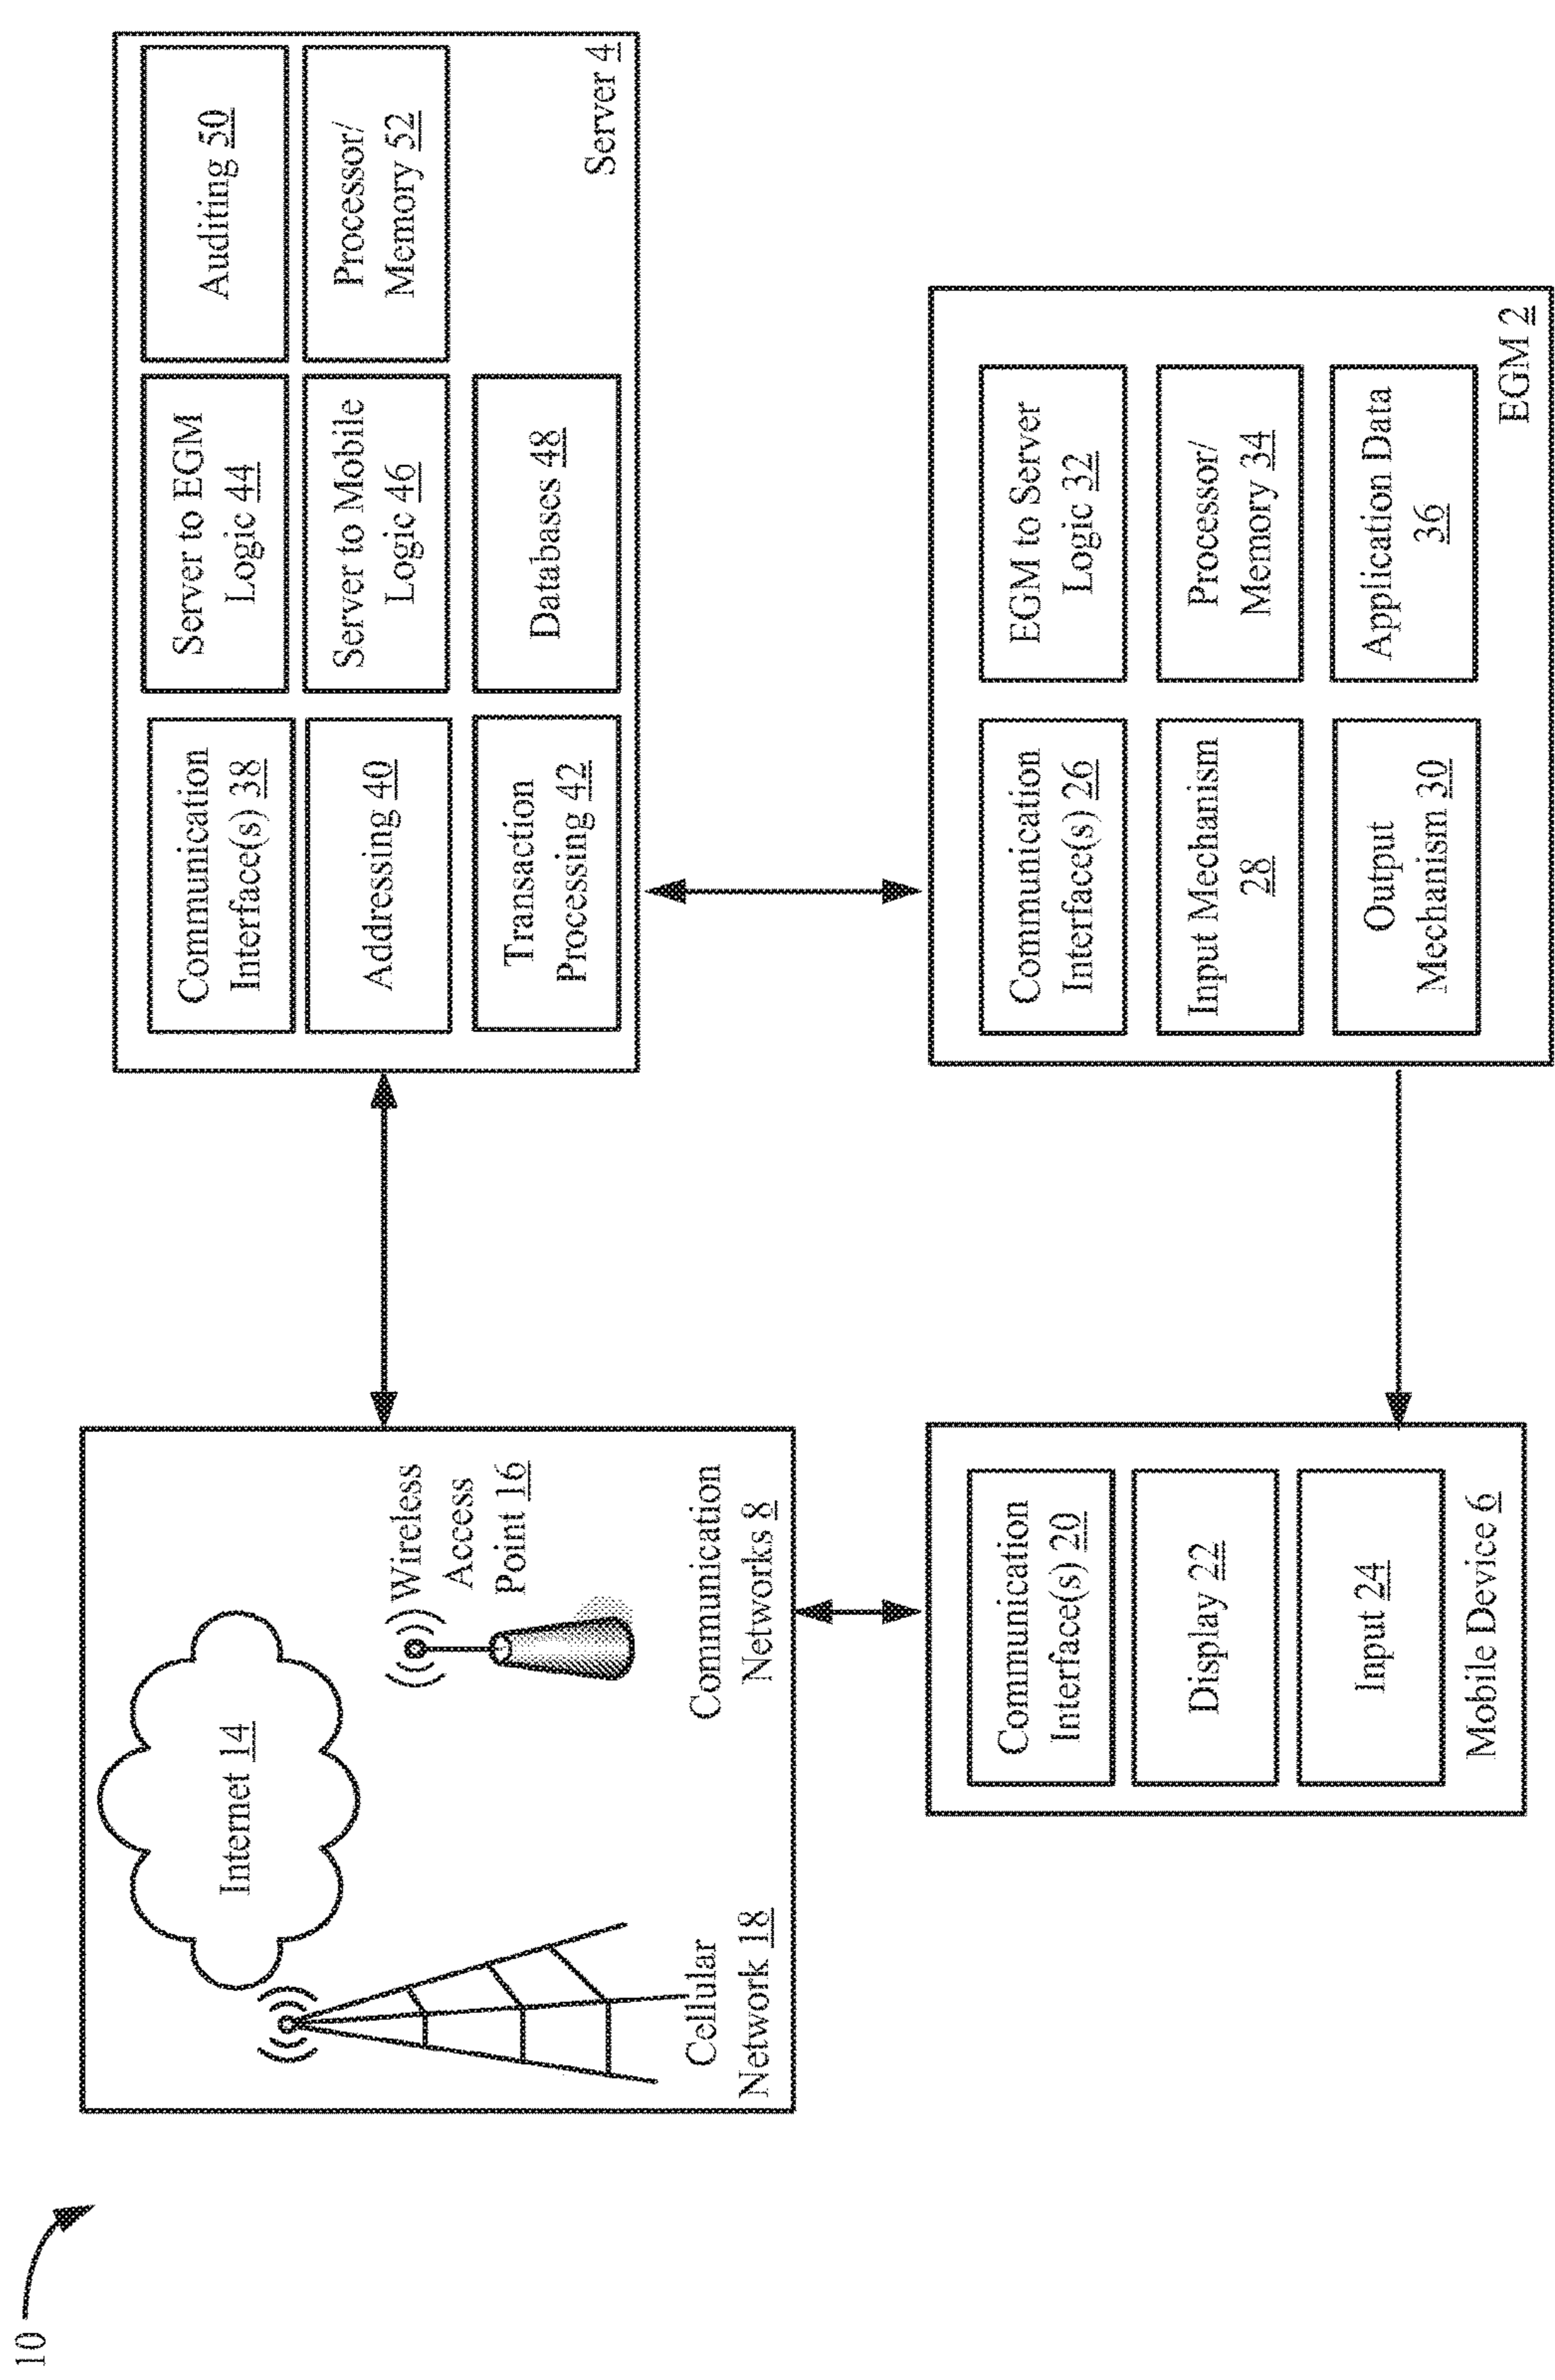 10
Internet 14
Wireless
Access
Point 16
Cellular
Network 18
Communication
Networks 8
Communication
Interface(s) 38
Addressing 40
Transaction
Processing 42
Server to EGM
Logic 44
Server to Mobile
Logic 46
Databases 48
Auditing 50
Processor/
Memory 52
Server 4
Communication
Interface(s) 20
Display 22
Input 24
Mobile Device 6
Communication
Interface(s) 26
Input Mechanism
28
Output
Mechanism 30
EGM to Server
Logic 32
Processor/
Memory 34
Application Data
36
EGM 2